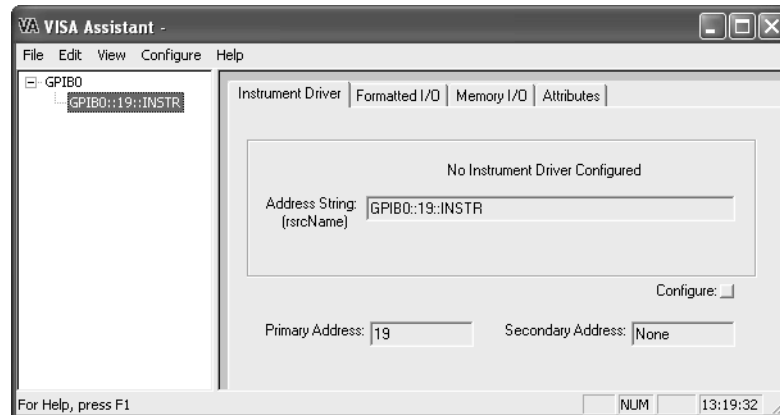 VA VISA Assistant -
File Edit View Configure Help
GPIB0
GPIB0::19::INSTR
Instrument Driver Formatted I/O Memory I/O Attributes
No Instrument Driver Configured
Address String: GPIB0::19::INSTR
(rsrcName)
Configure:
Primary Address: 19 Secondary Address: None
For Help, press F1 NUM 13:19:32